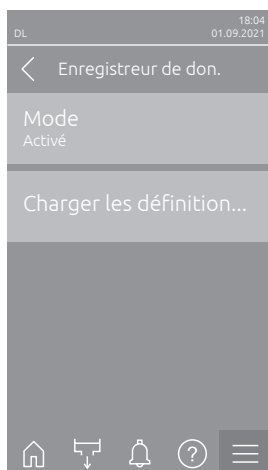 18:04
DL 01.09.2021
Enregistreur de don.
Mode
Activé
Charger les définition...
?